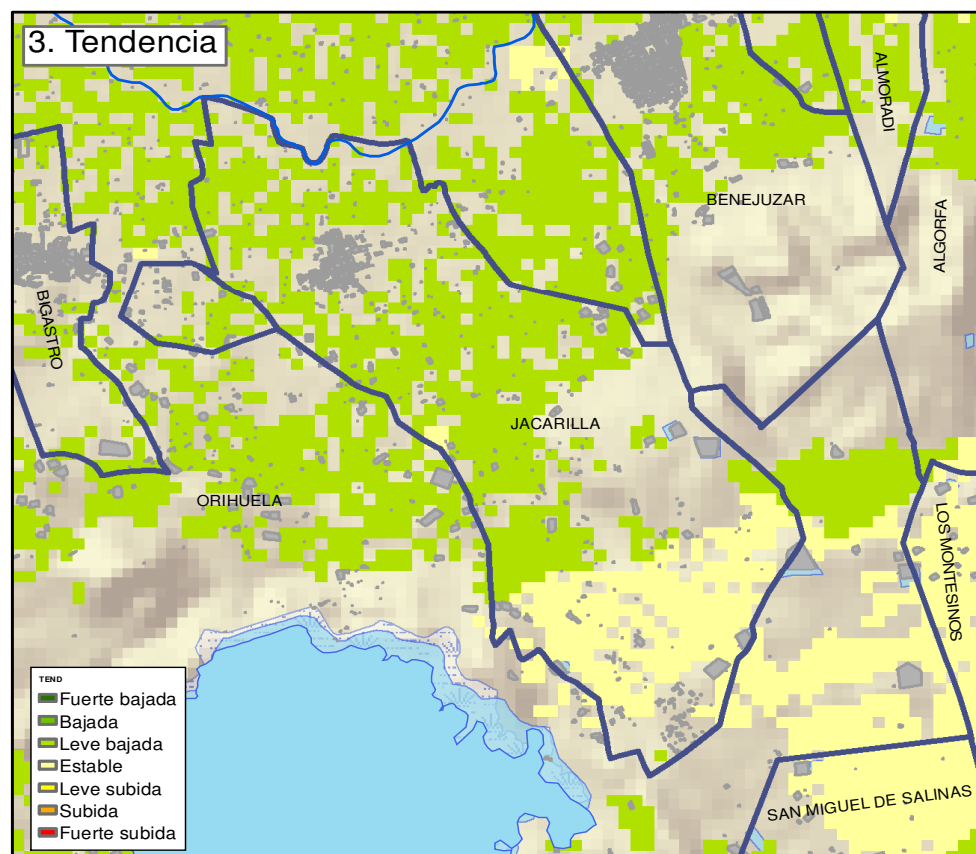 3. Tendencia
ALMORADI
BENEJUZAR
ALGORFA
BIGASTRO
JACARILLA
ORIHUELA
LOS MONTESINOS
SAN MIGUEL DE SALINAS
TEND
Fuerte bajada
Bajada
Leve bajada
Estable
Leve subida
Subida
Fuerte subida